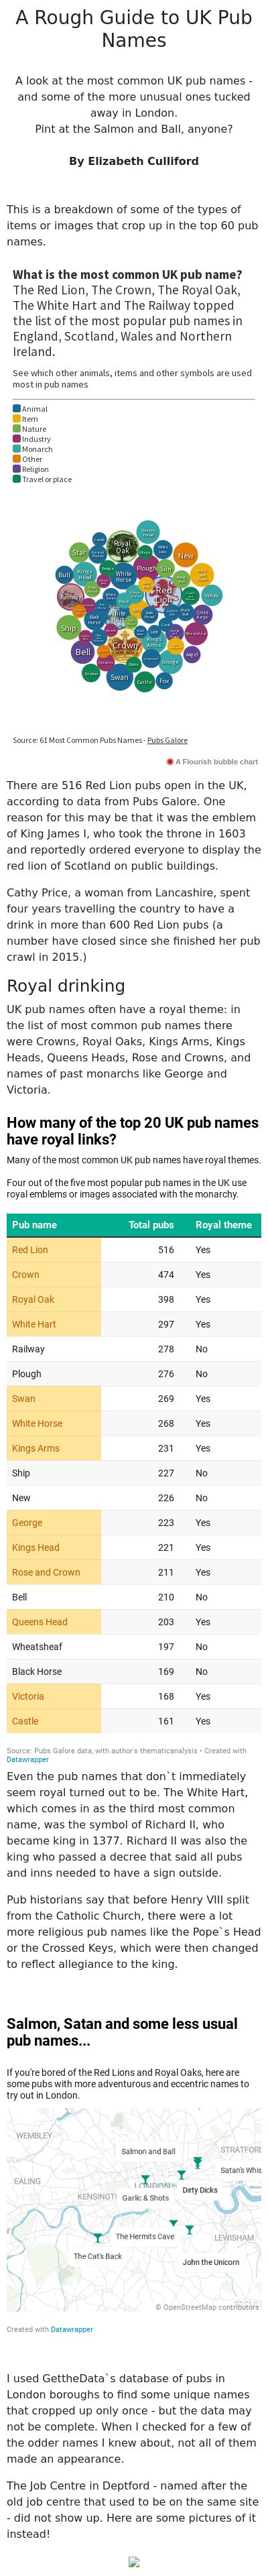 A Rough Guide to UK Pub
Names
A look at the most common UK pub names -
and some of the more unusual ones tucked
away in London.
Pint at the Salmon and Ball, anyone?
By Elizabeth Culliford
This is a breakdown of some of the types of
items or images that crop up in the top 60 pub
names.
What is the most common UK pub name?
The Red Lion, The Crown, The Royal Oak,
The White Hart and The Railway topped
the list of the most popular pub names in
England, Scotland, Wales and Northern
Ireland.
See which other animals, items and other symbols are used
most in pub names
Animal
Item
Nature
Industry
Monarch
Other
Religion
Travel or place
Royal
Oak
Star
New
Bull
Kings
Head
White
Horse
Plough
Sun
Red
Lion
Railway
White
Hart
Black
Horse
Ship
Crown
Kings
Arms
Cross
Keys
Bell
George
Angel
Swan
Castle
Fox
Source: 61 Most Common Pubs Names - Pubs Galore
A Flourish bubble chart
There are 516 Red Lion pubs open in the UK,
according to data from Pubs Galore. One
reason for this may be that it was the emblem
of King James I, who took the throne in 1603
and reportedly ordered everyone to display the
red lion of Scotland on public buildings.
Cathy Price, a woman from Lancashire, spent
four years travelling the country to have a
drink in more than 600 Red Lion pubs (a
number have closed since she finished her pub
crawl in 2015.)
Royal drinking
UK pub names often have a royal theme: in
the list of most common pub names there
were Crowns, Royal Oaks, Kings Arms, Kings
Heads, Queens Heads, Rose and Crowns, and
names of past monarchs like George and
Victoria.
How many of the top 20 UK pub names
have royal links?
Many of the most common UK pub names have royal themes.
Four out of the five most popular pub names in the UK use
royal emblems or images associated with the monarchy.
Pub name Total pubs Royal theme
Red Lion 516 Yes
Crown 474 Yes
Royal Oak 398 Yes
White Hart 297 Yes
Railway 278 No
Plough 276 No
Swan 269 Yes
White Horse 268 Yes
Kings Arms 231 Yes
Ship 227 No
New 226 No
George 223 Yes
Kings Head 221 Yes
Rose and Crown 211 Yes
Bell 210 No
Queens Head 203 Yes
Wheatsheaf 197 No
Black Horse 169 No
Victoria 168 Yes
Castle 161 Yes
Source: Pubs Galore data, with author's thematicanalysis • Created with
Datawrapper
Even the pub names that don`t immediately
seem royal turned out to be. The White Hart,
which comes in as the third most common
name, was the symbol of Richard II, who
became king in 1377. Richard II was also the
king who passed a decree that said all pubs
and inns needed to have a sign outside.
Pub historians say that before Henry VIII split
from the Catholic Church, there were a lot
more religious pub names like the Pope`s Head
or the Crossed Keys, which were then changed
to reflect allegiance to the king.
Salmon, Satan and some less usual
pub names...
If you're bored of the Red Lions and Royal Oaks, here are
some pubs with more adventurous and eccentric names to
try out in London.
WEMBLEY
Salmon and Ball
STRATFORD
Satan's Whis
EALING
LONDON
Dirty Dicks
KENSINGTO
Garlic & Shots
The Hermits Cave
LEWISHAM
The Cat's Back
John the Unicorn
© OpenStreetMap contributors
Created with Datawrapper
I used GettheData`s database of pubs in
London boroughs to find some unique names
that cropped up only once - but the data may
not be complete. When I checked for a few of
the odder names I knew about, not all of them
made an appearance.
The Job Centre in Deptford - named after the
old job centre that used to be on the same site
- did not show up. Here are some pictures of it
instead!